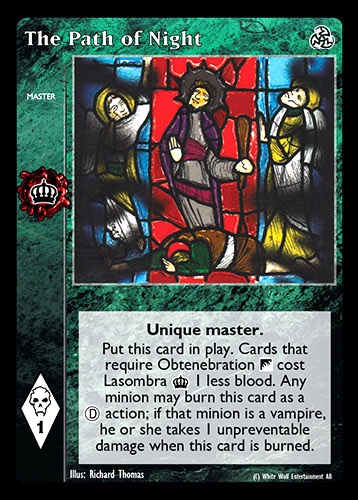 The Path of Night
MASTER
Unique master.
Put this card in play. Cards that
require Obtenebration cost
Lasombra 1 less blood. Any
minion may burn this card as a
D action; if that minion is a vampire,
he or she takes 1 unpreventable
damage when this card is burned.
1
Illus: Richard Thomas
(C) White Wolf Entertainment AB